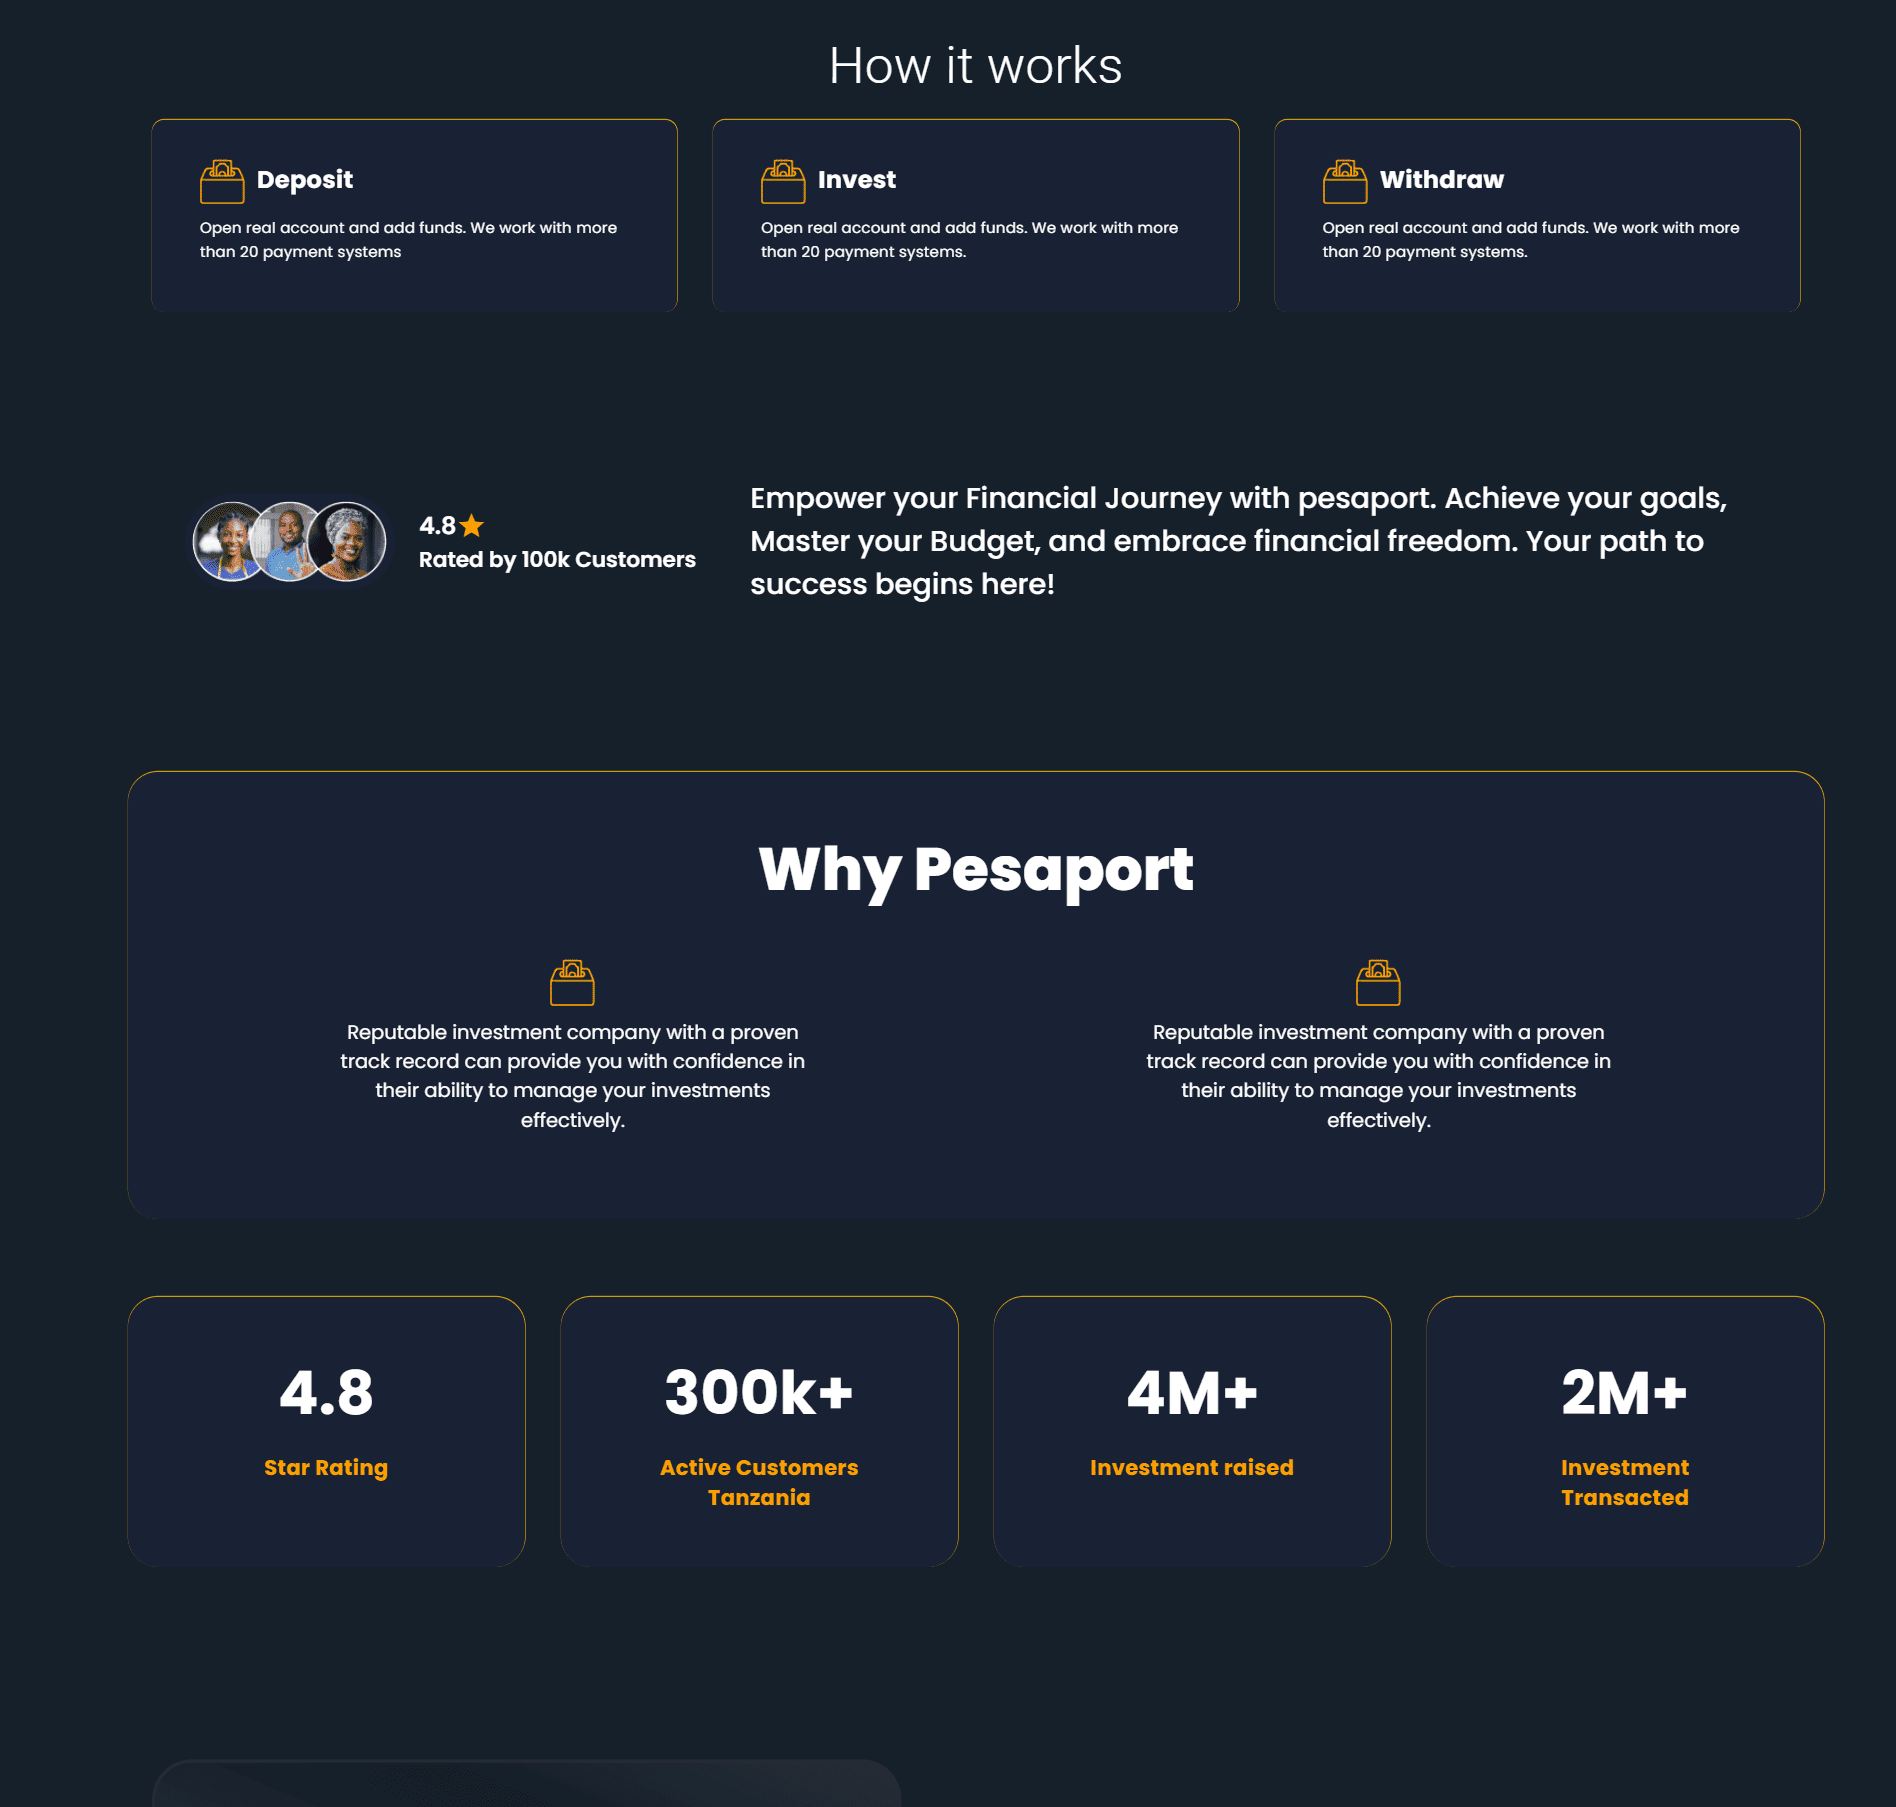 How it works
Deposit
Open real account and add funds. We work with more
than 20 payment systems
Invest
Open real account and add funds. We work with more
than 20 payment systems.
Withdraw
Open real account and add funds. We work with more
than 20 payment systems.
4.8
Rated by 100k Customers
Empower your Financial Journey with pesaport. Achieve your goals,
Master your Budget, and embrace financial freedom. Your path to
success begins here!
Why Pesaport
Reputable investment company with a proven
track record can provide you with confidence in
their ability to manage your investments
effectively.
Reputable investment company with a proven
track record can provide you with confidence in
their ability to manage your investments
effectively.
4.8
Star Rating
300k+
Active Customers
Tanzania
4M+
Investment raised
2M+
Investment
Transacted